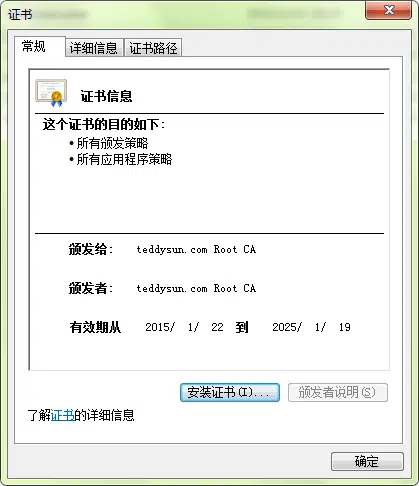 证书
常规 详细信息 证书路径
证书信息
这个证书的目的如下:
• 所有颁发策略
• 所有应用程序策略
颁发给: teddysun.com Root CA
颁发者: teddysun.com Root CA
有效期从 2015/ 1/ 22 到 2025/ 1/ 19
安装证书(I)... 颁发者说明(S)
了解证书的详细信息
确定